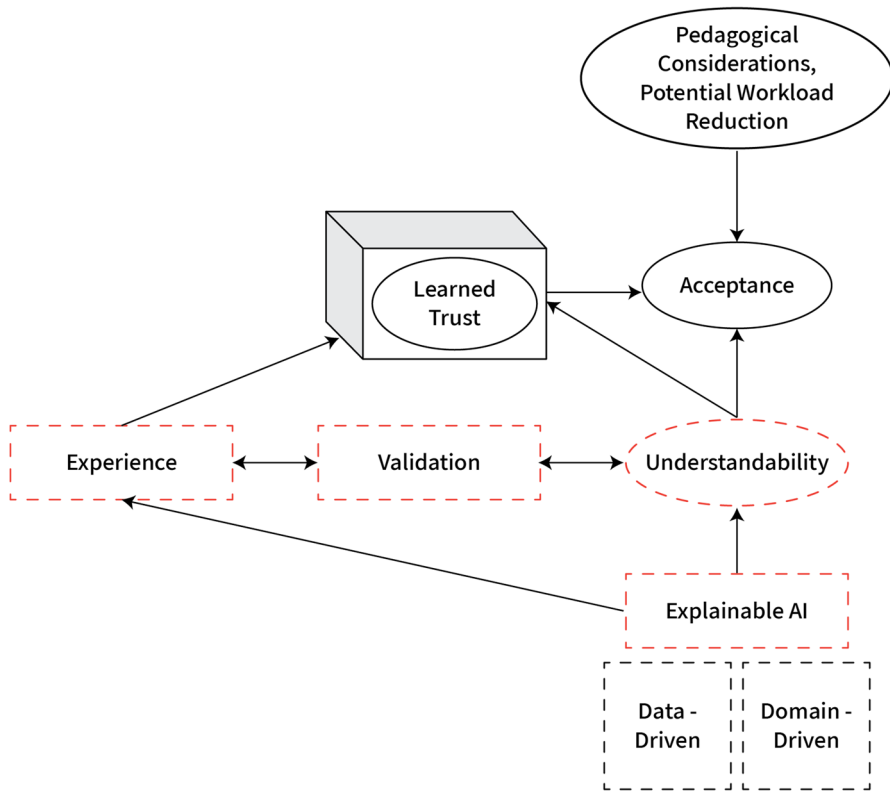 Pedagogical
Considerations,
Potential Workload
Reduction
Learned
Trust
Acceptance
Experience
Validation
Understandability
Explainable AI
Data -
Driven
Domain -
Driven